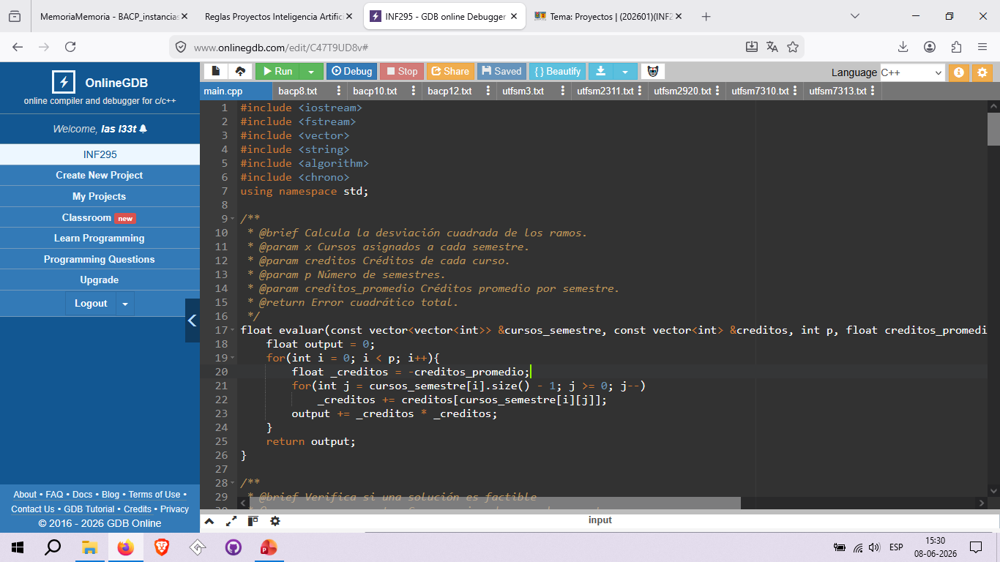 MemoriaMemoria - BACP_instancias
Reglas Proyectos Inteligencia Artific
INF295 - GDB online Debugger
Tema: Proyectos | (202601)(INF2
www.onlinegdb.com/edit/C47T9UD8v#
OnlineGDB
online compiler and debugger for c/c++
Welcome, las l33t
INF295
Create New Project
My Projects
Classroom new
Learn Programming
Programming Questions
Upgrade
Logout
About • FAQ • Docs • Blog • Terms of Use •
Contact Us • GDB Tutorial • Credits • Privacy
© 2016 - 2026 GDB Online
Run Debug Stop Share Saved { } Beautify Language C++
main.cpp bacp8.txt bacp10.txt bacp12.txt utfsm3.txt utfsm2311.txt utfsm2920.txt utfsm7310.txt utfsm7313.txt
1 #include <iostream>
2 #include <fstream>
3 #include <vector>
4 #include <string>
5 #include <algorithm>
6 #include <chrono>
7 using namespace std;
8
9 /**
10 * @brief Calcula la desviación cuadrada de los ramos.
11 * @param x Cursos asignados a cada semestre.
12 * @param creditos Créditos de cada curso.
13 * @param p Número de semestres.
14 * @param creditos_promedio Créditos promedio por semestre.
15 * @return Error cuadrático total.
16 */
17 float evaluar(const vector<vector<int>> &cursos_semestre, const vector<int> &creditos, int p, float creditos_promedi
18 float output = 0;
19 for(int i = 0; i < p; i++){
20 float _creditos = -creditos_promedio;
21 for(int j = cursos_semestre[i].size() - 1; j >= 0; j--)
22 _creditos += creditos[cursos_semestre[i][j]];
23 output += _creditos * _creditos;
24 }
25 return output;
26 }
27
28 /**
29 * @brief Verifica si una solución es factible
input
ESP
15:30
08-06-2026